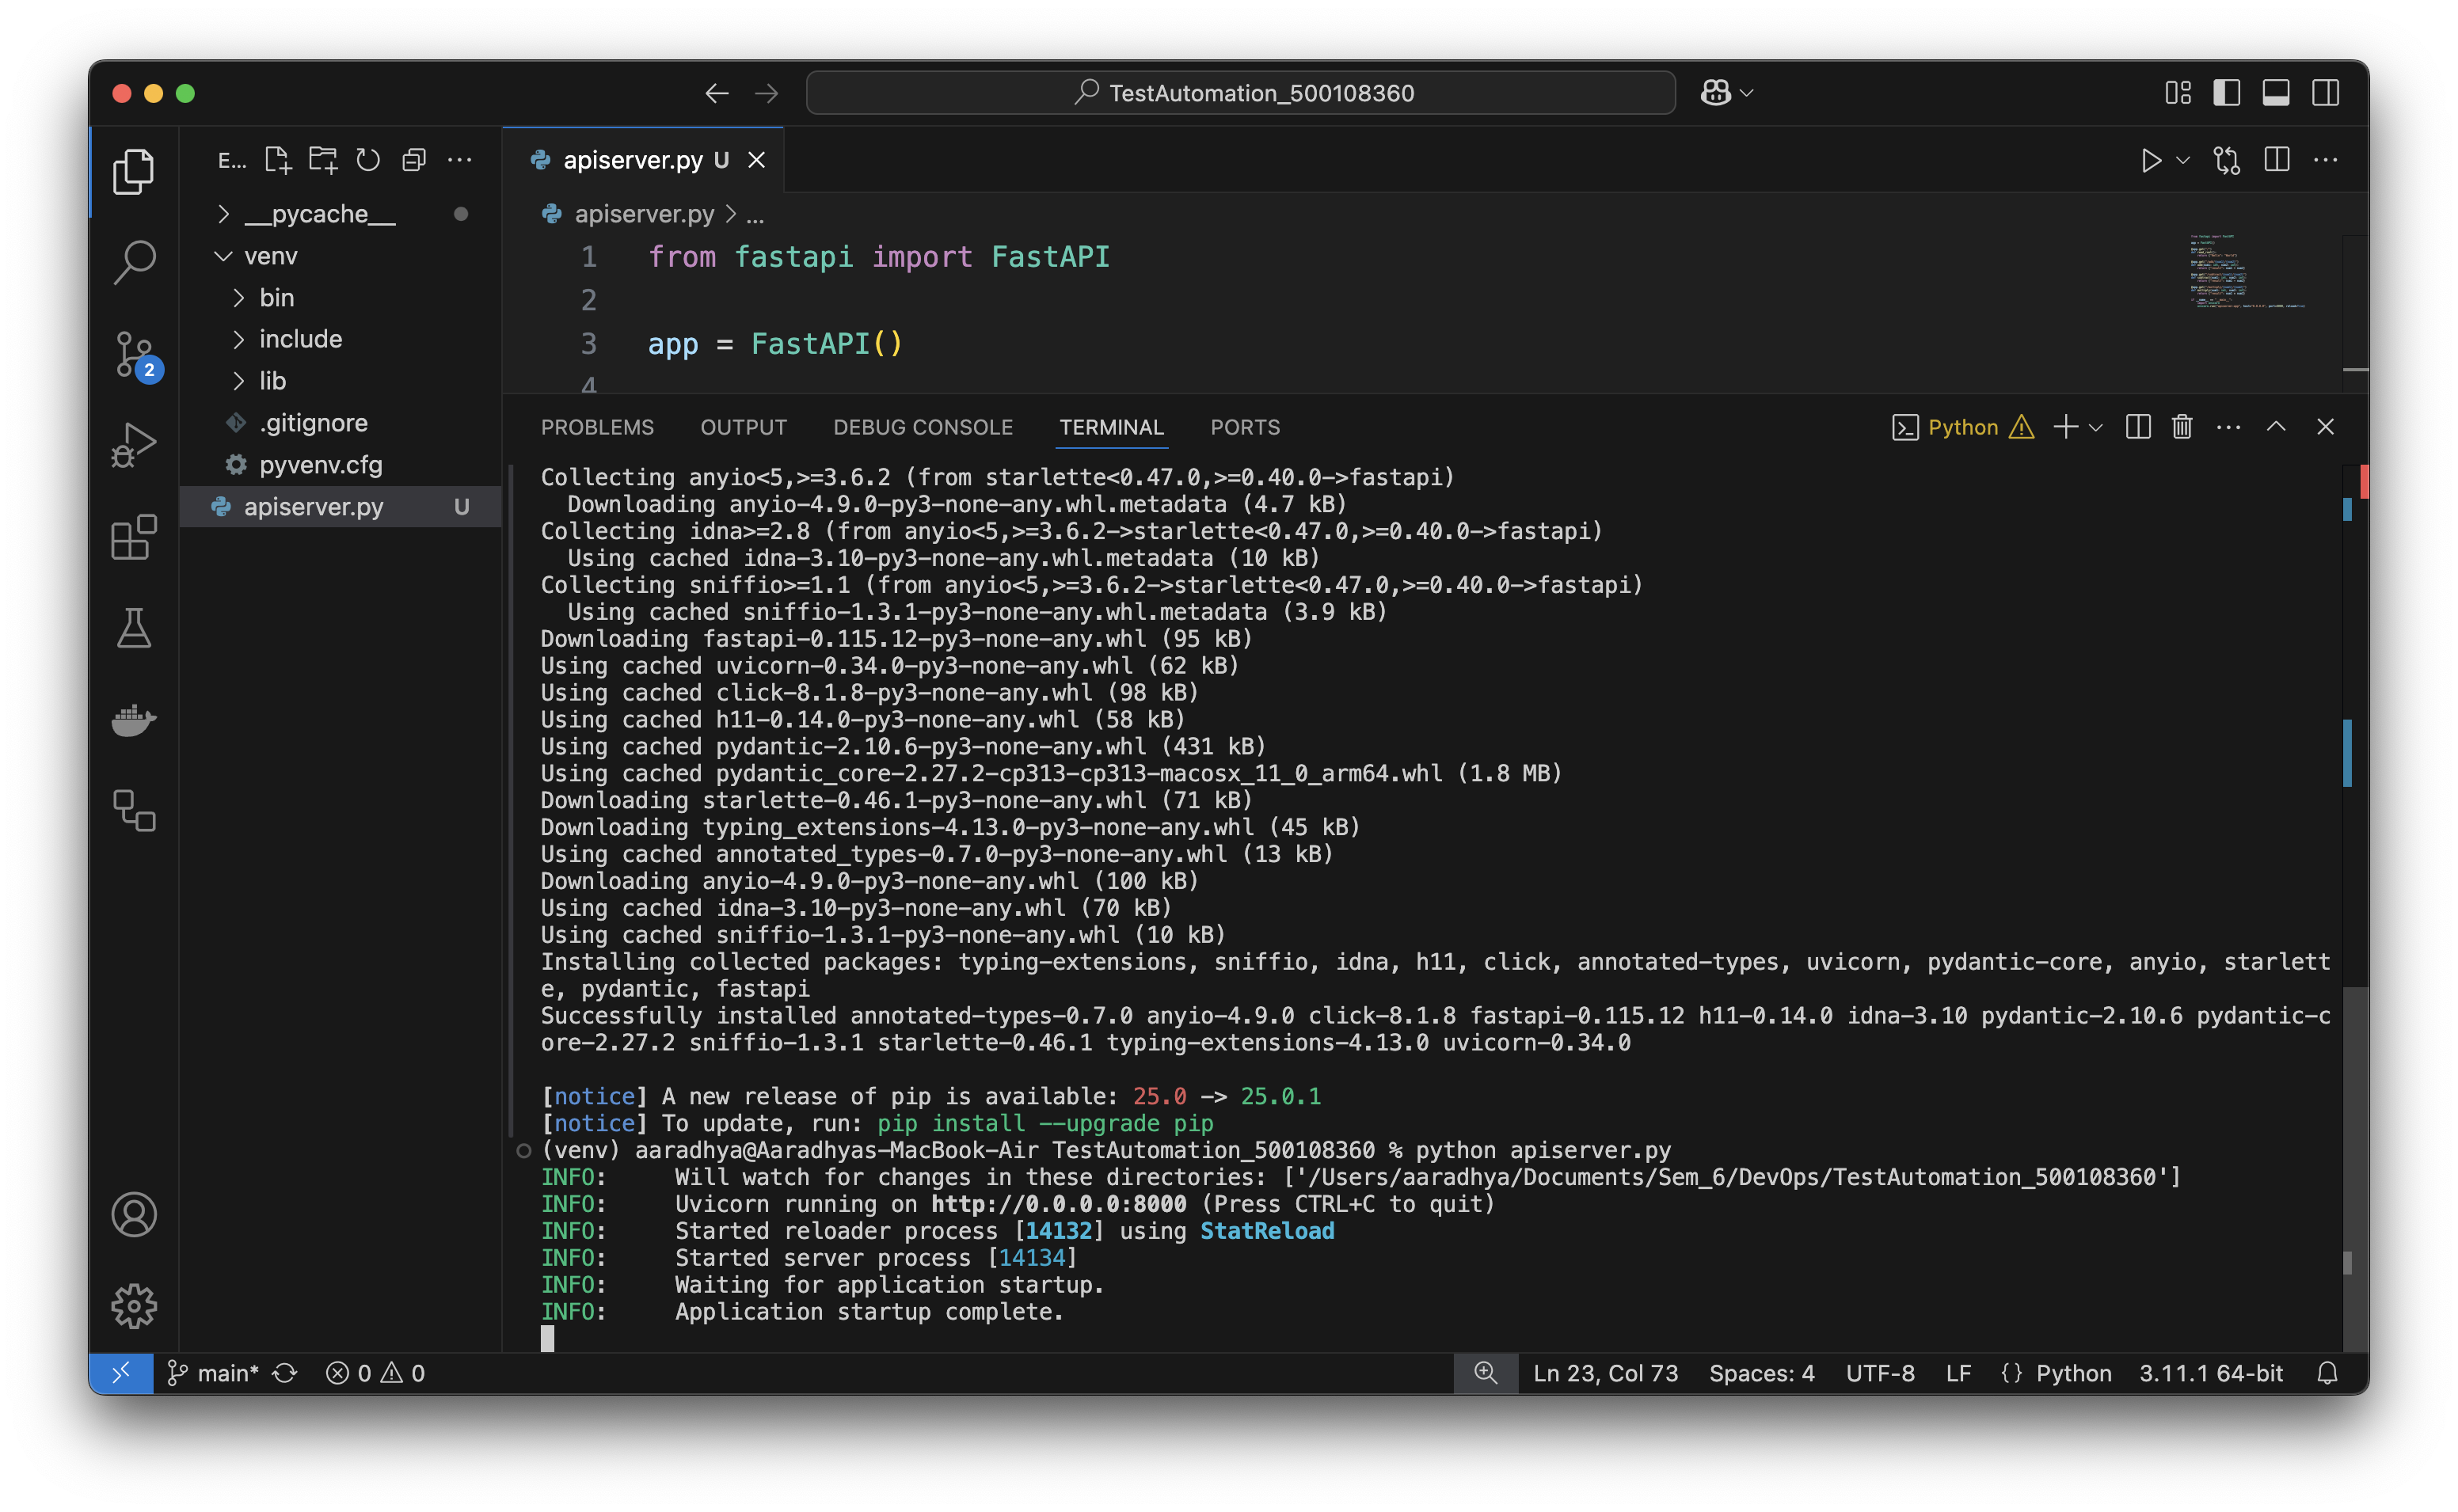 TestAutomation_500108360
E...
apiserver.py U
__pycache__
venv
bin
include
lib
.gitignore
pyvenv.cfg
apiserver.py U
2
apiserver.py > ...
1 from fastapi import FastAPI
2
3 app = FastAPI()
4
PROBLEMS OUTPUT DEBUG CONSOLE TERMINAL PORTS
Python
Collecting anyio<5,>=3.6.2 (from starlette<0.47.0,>=0.40.0->fastapi)
  Downloading anyio-4.9.0-py3-none-any.whl.metadata (4.7 kB)
Collecting idna>=2.8 (from anyio<5,>=3.6.2->starlette<0.47.0,>=0.40.0->fastapi)
  Using cached idna-3.10-py3-none-any.whl.metadata (10 kB)
Collecting sniffio>=1.1 (from anyio<5,>=3.6.2->starlette<0.47.0,>=0.40.0->fastapi)
  Using cached sniffio-1.3.1-py3-none-any.whl.metadata (3.9 kB)
Downloading fastapi-0.115.12-py3-none-any.whl (95 kB)
Using cached uvicorn-0.34.0-py3-none-any.whl (62 kB)
Using cached click-8.1.8-py3-none-any.whl (98 kB)
Using cached h11-0.14.0-py3-none-any.whl (58 kB)
Using cached pydantic-2.10.6-py3-none-any.whl (431 kB)
Using cached pydantic_core-2.27.2-cp313-cp313-macosx_11_0_arm64.whl (1.8 MB)
Downloading starlette-0.46.1-py3-none-any.whl (71 kB)
Downloading typing_extensions-4.13.0-py3-none-any.whl (45 kB)
Using cached annotated_types-0.7.0-py3-none-any.whl (13 kB)
Downloading anyio-4.9.0-py3-none-any.whl (100 kB)
Using cached idna-3.10-py3-none-any.whl (70 kB)
Using cached sniffio-1.3.1-py3-none-any.whl (10 kB)
Installing collected packages: typing-extensions, sniffio, idna, h11, click, annotated-types, uvicorn, pydantic-core, anyio, starlett
e, pydantic, fastapi
Successfully installed annotated-types-0.7.0 anyio-4.9.0 click-8.1.8 fastapi-0.115.12 h11-0.14.0 idna-3.10 pydantic-2.10.6 pydantic-c
ore-2.27.2 sniffio-1.3.1 starlette-0.46.1 typing-extensions-4.13.0 uvicorn-0.34.0
[notice] A new release of pip is available: 25.0 -> 25.0.1
[notice] To update, run: pip install --upgrade pip
(venv) aaradhya@Aaradhyas-MacBook-Air TestAutomation_500108360 % python apiserver.py
INFO:     Will watch for changes in these directories: ['/Users/aaradhya/Documents/Sem_6/DevOps/TestAutomation_500108360']
INFO:     Uvicorn running on http://0.0.0.0:8000 (Press CTRL+C to quit)
INFO:     Started reloader process [14132] using StatReload
INFO:     Started server process [14134]
INFO:     Waiting for application startup.
INFO:     Application startup complete.
main* 0 0 Ln 23, Col 73 Spaces: 4 UTF-8 LF {} Python 3.11.1 64-bit